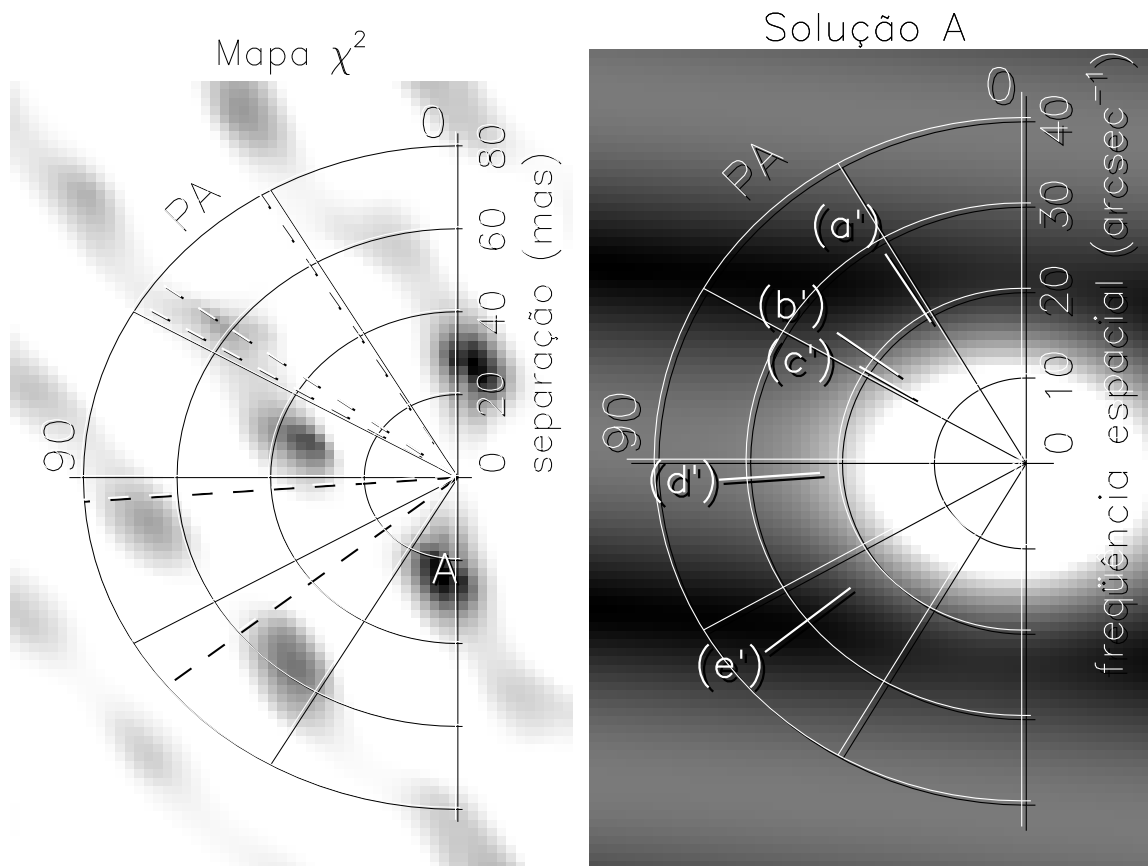 Mapa χ²
0
PA
90
80
60
40
20
0
separação (mas)
A
Solução A
0
PA
90
40
30
20
10
0
freqüência espacial (arcsec⁻¹)
(a')
(b')
(c')
(d')
(e')